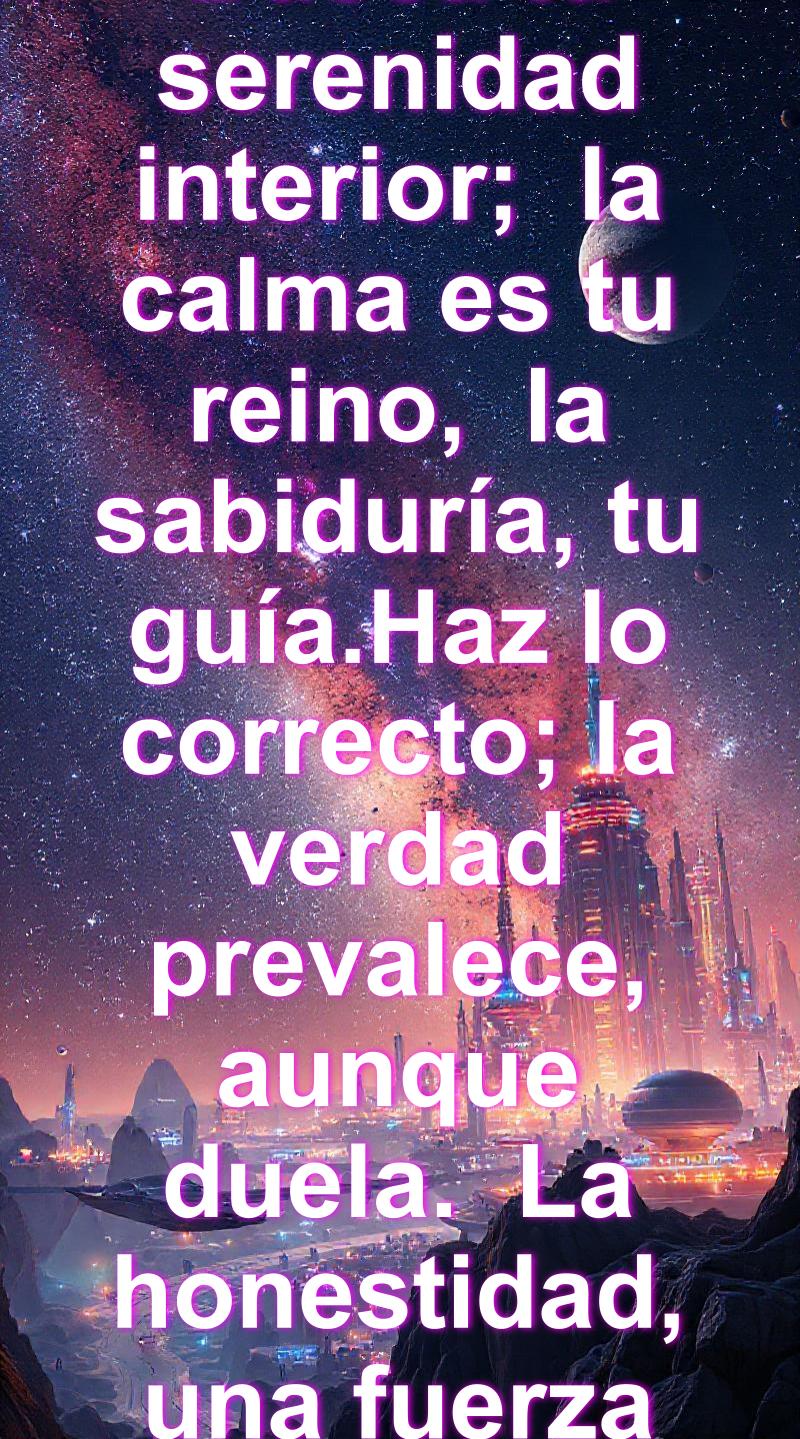 serenidad
interior;  la
calma es tu
reino,  la
sabiduría, tu
guía.Haz lo
correcto; la
verdad
prevalece,
aunque
duela.  La
honestidad,
una fuerza